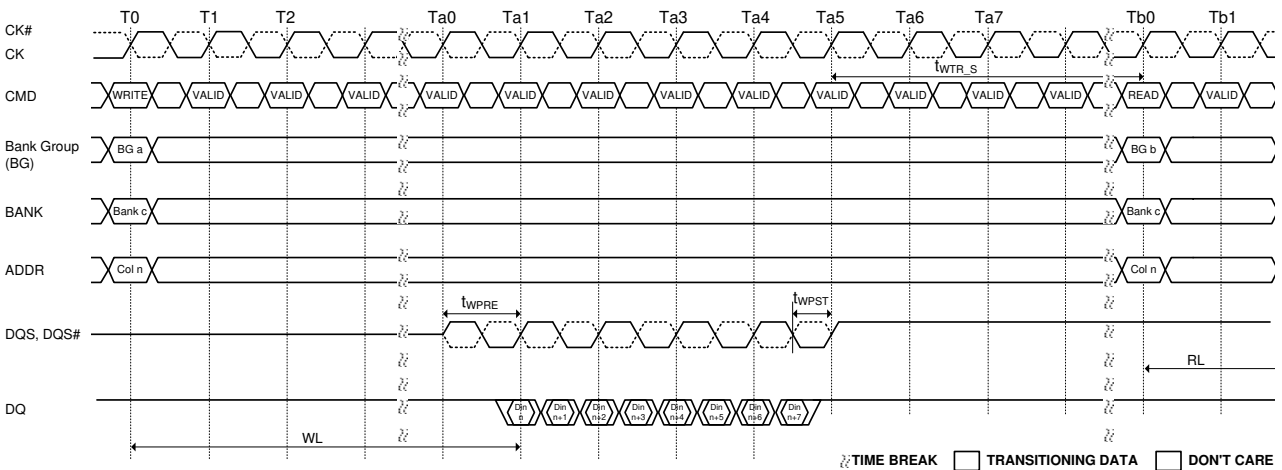 T0 T1 T2 Ta0 Ta1 Ta2 Ta3 Ta4 Ta5 Ta6 Ta7 Tb0 Tb1
CK#
CK
tWTR_S
CMD WRITE VALID VALID VALID VALID VALID VALID VALID VALID VALID VALID VALID VALID READ VALID
Bank Group
(BG)
BG a BG b
BANK Bank c Bank c
ADDR Col n Col n
tWPRE tWPST
DQS, DQS#
RL
DQ Din n Din n+1 Din n+2 Din n+3 Din n+4 Din n+5 Din n+6 Din n+7
WL
TIME BREAK TRANSITIONING DATA DON'T CARE